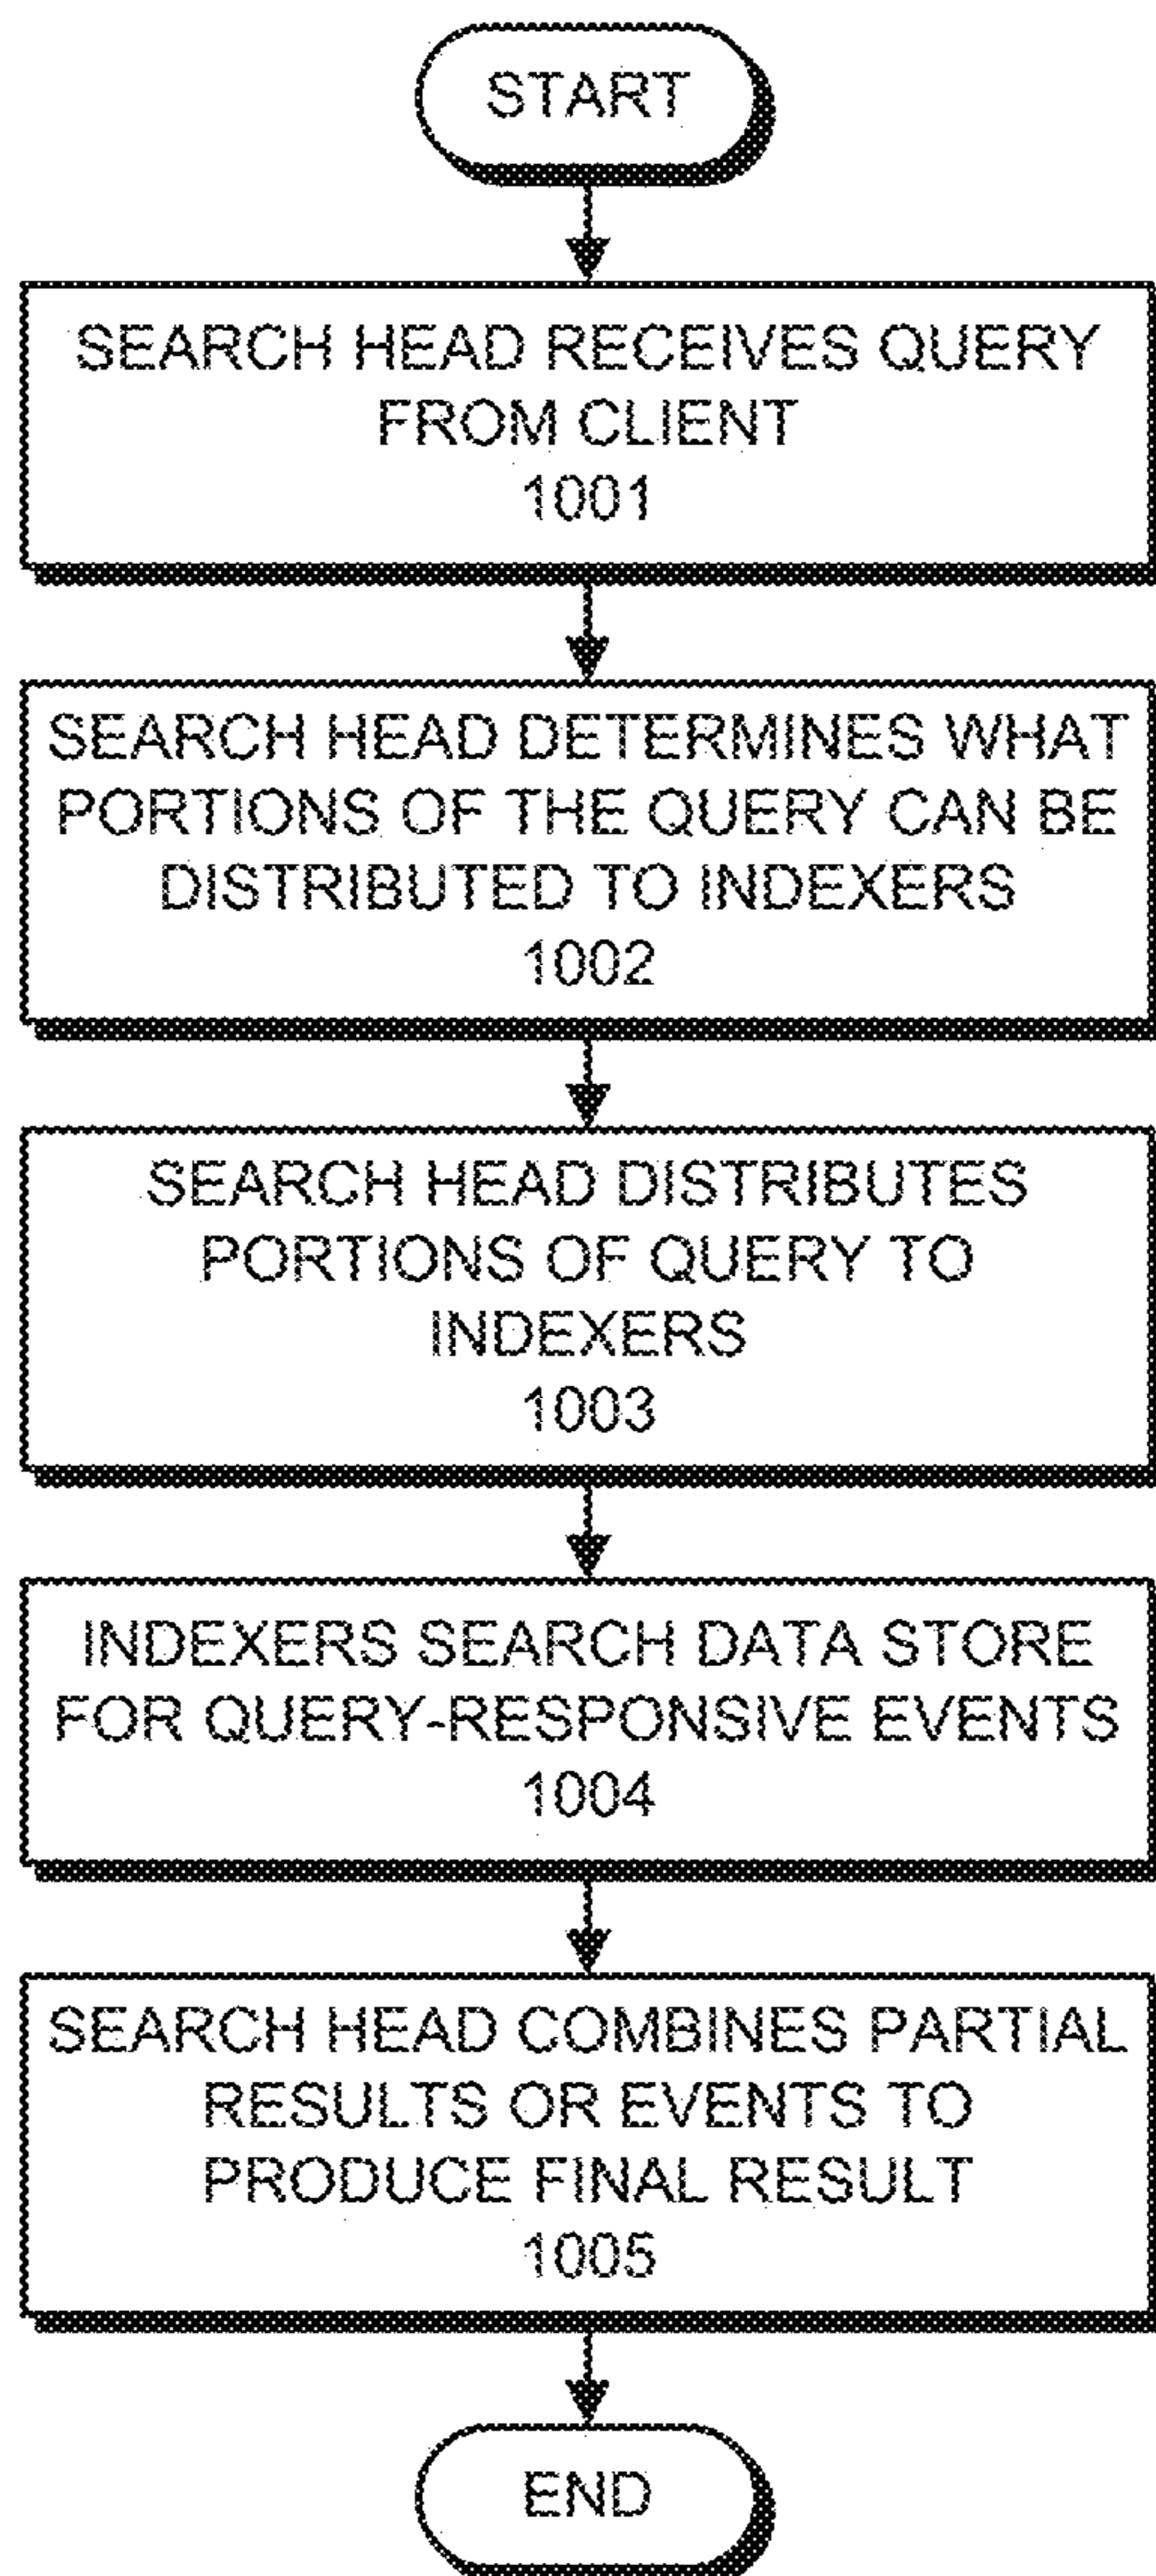 START
SEARCH HEAD RECEIVES QUERY
FROM CLIENT
1001
SEARCH HEAD DETERMINES WHAT
PORTIONS OF THE QUERY CAN BE
DISTRIBUTED TO INDEXERS
1002
SEARCH HEAD DISTRIBUTES
PORTIONS OF QUERY TO
INDEXERS
1003
INDEXERS SEARCH DATA STORE
FOR QUERY-RESPONSIVE EVENTS
1004
SEARCH HEAD COMBINES PARTIAL
RESULTS OR EVENTS TO
PRODUCE FINAL RESULT
1005
END